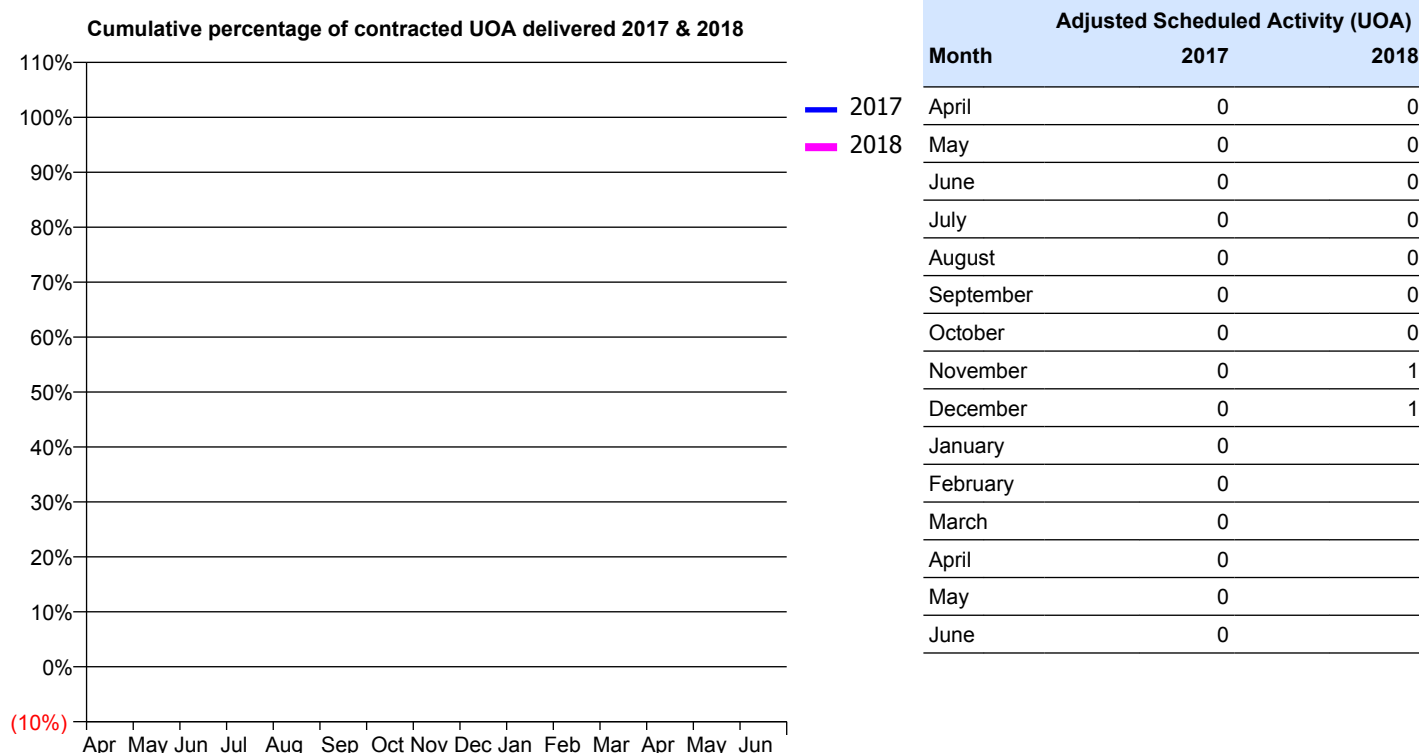 Cumulative percentage of contracted UOA delivered 2017 & 2018
110%
100%
90%
80%
70%
60%
50%
40%
30%
20%
10%
0%
(10%)
Apr May Jun Jul Aug Sep Oct Nov Dec Jan Feb Mar Apr May Jun
2017
2018
Adjusted Scheduled Activity (UOA)
Month 2017 2018
April 0 0
May 0 0
June 0 0
July 0 0
August 0 0
September 0 0
October 0 0
November 0 1
December 0 1
January 0
February 0
March 0
April 0
May 0
June 0